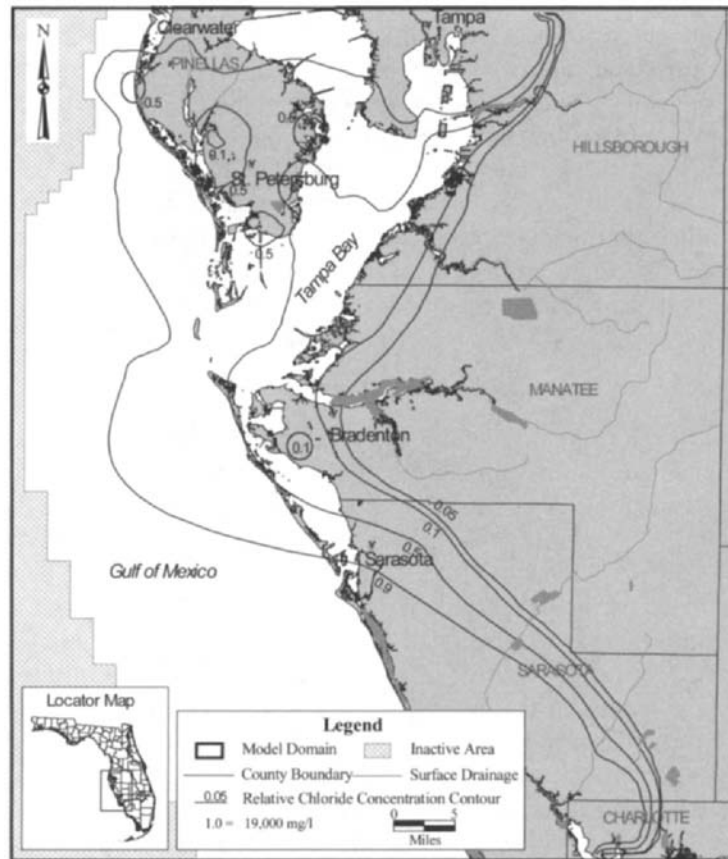 Clearwater
Tampa
N
PINELLAS
0.5
HILLSBOROUGH
0.1
St. Petersburg
0.5
0.5
Tampa Bay
MANATEE
Bradenton
0.1
0.05
0.1
0.5
Sarasota
0.9
Gulf of Mexico
SARASOTA
CHARLOTTE
Locator Map
Legend
Model Domain Inactive Area
County Boundary Surface Drainage
0.05 Relative Chloride Concentration Contour
1.0 = 19,000 mg/l 0 5
Miles